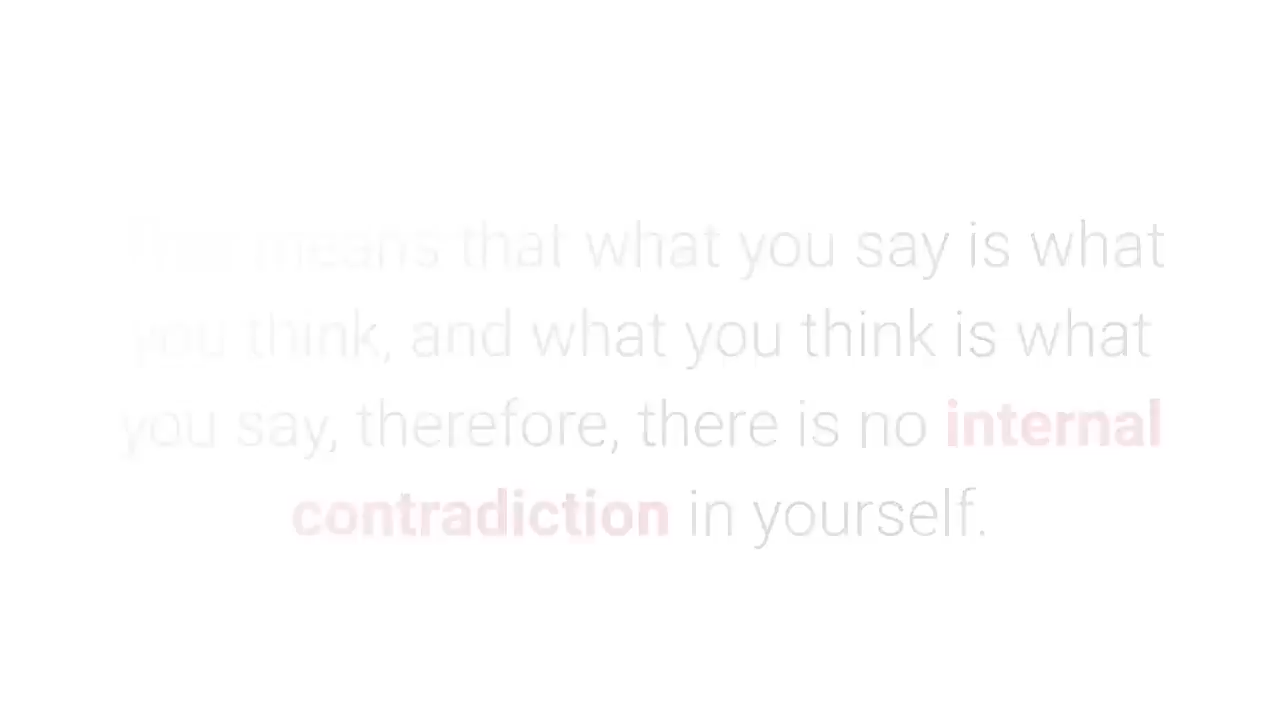 This means that what you say is what
you think, and what you think is what
you say, therefore, there is no internal
contradiction in yourself.